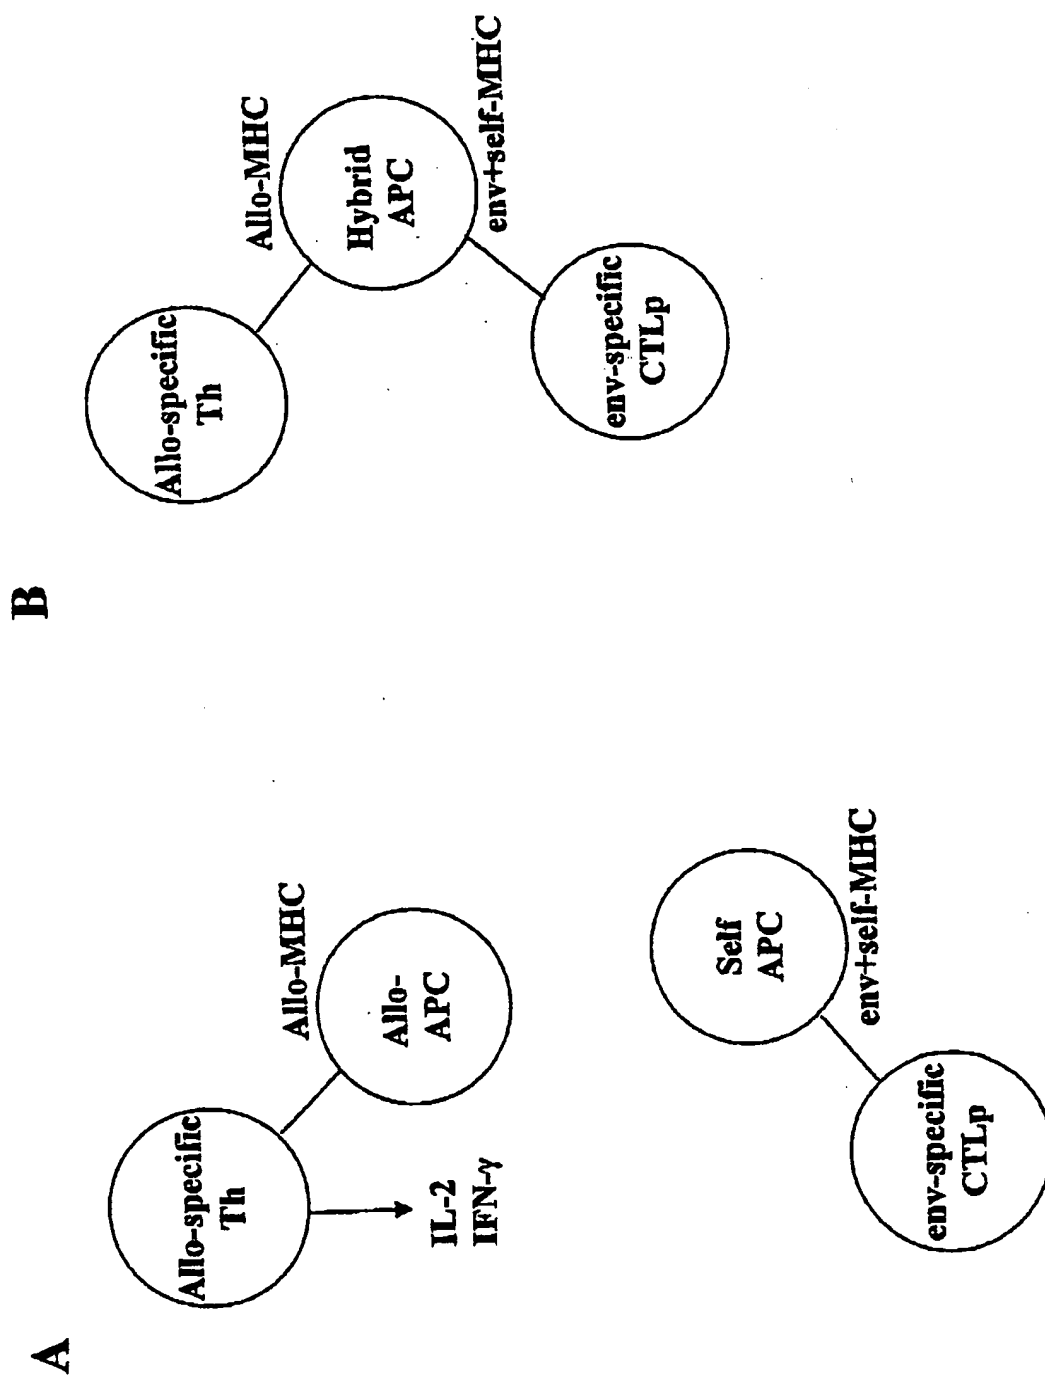 A
Allo-specific
Th
Allo-MHC
Allo-
APC
IL-2
IFN-γ
Self
APC
env+self-MHC
env-specific
CTLp
B
Allo-specific
Th
Allo-MHC
Hybrid
APC
env+self-MHC
env-specific
CTLp